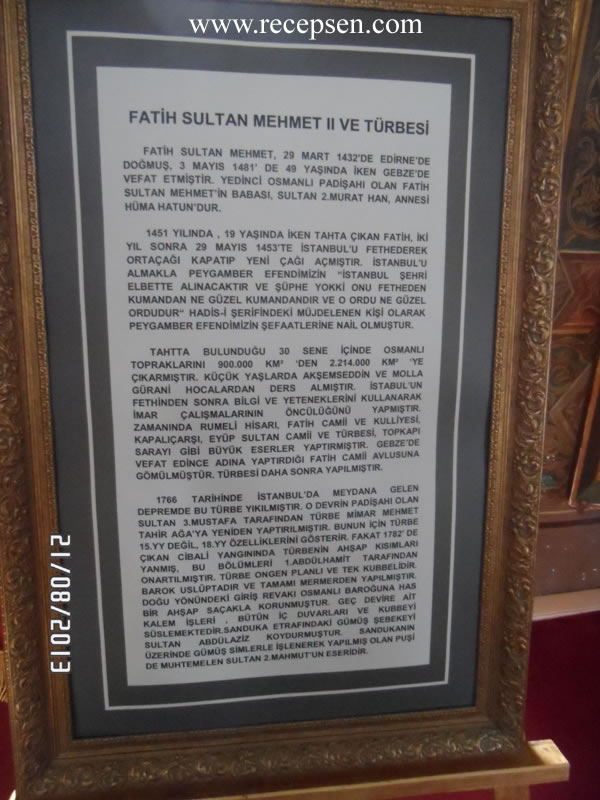 www.recepsen.com
FATİH SULTAN MEHMET II VE TÜRBESİ
FATİH SULTAN MEHMET, 29 MART 1432'DE EDİRNE'DE
DOĞMUŞ, 3 MAYIS 1481' DE 49 YAŞINDA İKEN GEBZE'DE
VEFAT ETMİŞTİR. YEDİNCİ OSMANLI PADİŞAHI OLAN FATİH
SULTAN MEHMET'İN BABASI, SULTAN 2.MURAT HAN, ANNESİ
HÜMA HATUN'DUR.
1451 YILINDA , 19 YAŞINDA İKEN TAHTA ÇIKAN FATİH, İKİ
YIL SONRA 29 MAYIS 1453'TE İSTANBUL'U FETHEDEREK
ORTAÇAĞI KAPATIP YENİ ÇAĞI AÇMIŞTIR. İSTANBUL'U
ALMAKLA PEYGAMBER EFENDİMİZİN "İSTANBUL ŞEHRİ
ELBETTE ALINACAKTIR VE ŞÜPHE YOKKİ ONU FETHEDEN
KUMANDAN NE GÜZEL KUMANDANDIR VE O ORDU NE GÜZEL
ORDUDUR" HADİS-İ ŞERİFİNDEKİ MÜJDELENEN KİŞİ OLARAK
PEYGAMBER EFENDİMİZİN ŞEFAATLERİNE NAİL OLMUŞTUR.
TAHTTA BULUNDUĞU 30 SENE İÇİNDE OSMANLI
TOPRAKLARINI 900.000 KM² 'DEN 2.214.000 KM² 'YE
ÇIKARMIŞTIR. KÜÇÜK YAŞLARDA AKŞEMSEDDİN VE MOLLA
GÜRANİ HOCALARDAN DERS ALMIŞTIR. İSTABUL'UN
FETHİNDEN SONRA BİLGİ VE YETENEKLERİNİ KULLANARAK
İMAR ÇALIŞMALARININ ÖNCÜLÜĞÜNÜ YAPMIŞTIR.
ZAMANINDA RUMELİ HİSARI, FATİH CAMİİ VE KULLİYESİ,
KAPALIÇARŞI, EYÜP SULTAN CAMİİ VE TÜRBESİ, TOPKAPI
SARAYI GİBİ BÜYÜK ESERLER YAPTIRMIŞTIR. GEBZE'DE
VEFAT EDİNCE ADINA YAPTIRDIĞI FATİH CAMİİ AVLUSUNA
GÖMÜLMÜŞTÜR. TÜRBESİ DAHA SONRA YAPILMIŞTIR.
1766 TARİHİNDE İSTANBUL'DA MEYDANA GELEN
DEPREMDE BU TÜRBE YIKILMIŞTIR. O DEVRİN PADİŞAHI OLAN
SULTAN 3.MUSTAFA TARAFINDAN TÜRBE MİMAR MEHMET
TAHİR AĞA'YA YENİDEN YAPTIRILMIŞTIR. BUNUN İÇİN TÜRBE
15.YY DEĞİL, 18.YY ÖZELLİKLERİNİ GÖSTERİR. FAKAT 1782' DE
ÇIKAN CİBALİ YANGININDA TÜRBENİN AHŞAP KISIMLARI
YANMIŞ, BU BÖLÜMLERİ 1.ABDÜLHAMİT TARAFINDAN
ONARTILMIŞTIR. TÜRBE ONGEN PLANLI VE TEK KUBBELİDİR.
BAROK USLÜPTADIR VE TAMAMI MERMERDEN YAPILMIŞTIR.
DOĞU YÖNÜNDEKİ GİRİŞ REVAKI OSMANLI BAROĞUNA HAS
BİR AHŞAP SAÇAKLA KORUNMUŞTUR. GEÇ DEVİRE AİT
KALEM İŞLERİ , BÜTÜN İÇ DUVARLARI VE KUBBEYİ
SÜSLEMEKTEDİR.SANDUKA ETRAFINDAKİ GÜMÜŞ ŞEBEKEYİ
SULTAN ABDÜLAZİZ KOYDURMUŞTUR. SANDUKANIN
ÜZERİNDE GÜMÜŞ SİMLERLE İŞLENEREK YAPILMIŞ OLAN PUŞİ
DE MUHTEMELEN SULTAN 2.MAHMUT'UN ESERİDİR.
21/08/2013